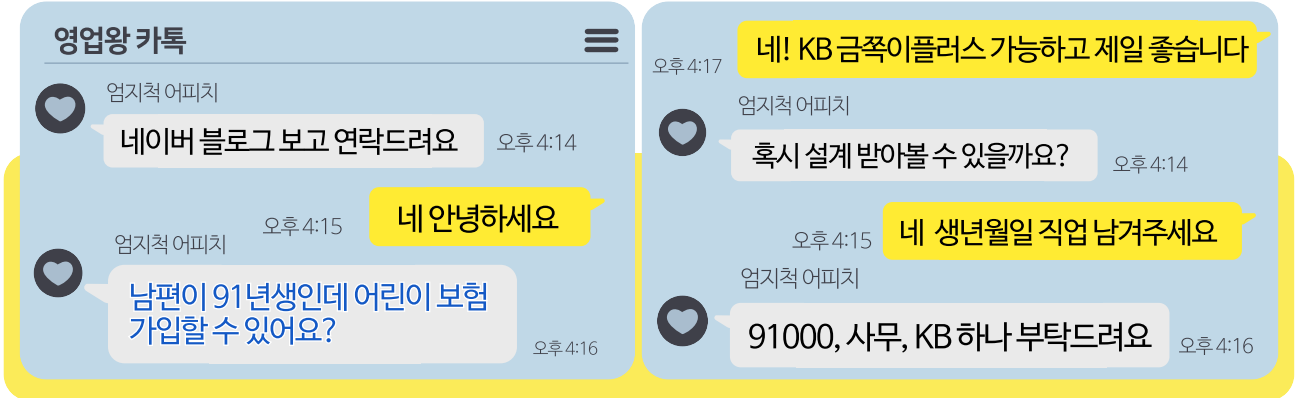 영업왕 카톡
엄지척 어피치
네이버 블로그 보고 연락드려요
오후 4:14
네 안녕하세요
오후 4:15
엄지척 어피치
남편이 91년생인데 어린이 보험
가입할 수 있어요?
오후 4:16
네! KB 금쪽이플러스 가능하고 제일 좋습니다
오후 4:17
엄지척 어피치
혹시 설계 받아볼 수 있을까요?
오후 4:14
네 생년월일 직업 남겨주세요
오후 4:15
엄지척 어피치
91000, 사무, KB 하나 부탁드려요
오후 4:16